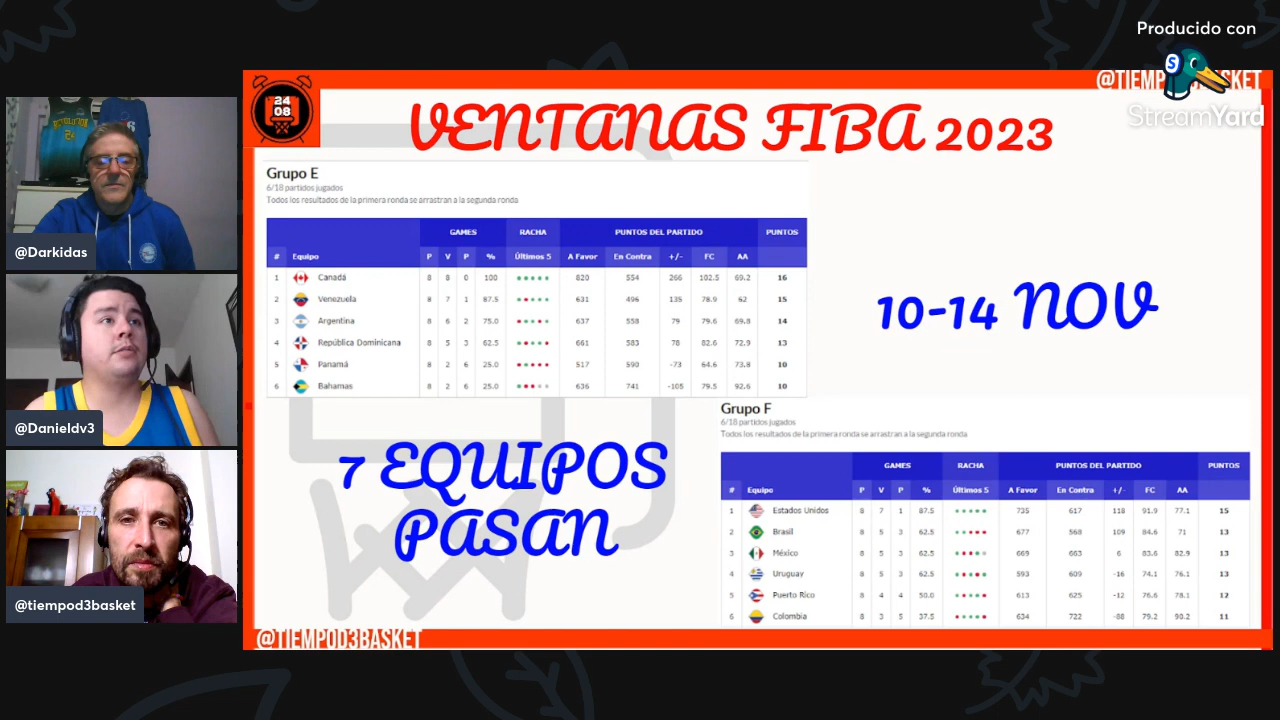 Producido con
StreamYard
@TIEMPOD3BASKET
24
08
VENTANAS FIBA 2023
Grupo E
6/18 partidos jugados
Todos los resultados de la primera ronda se arrastran a la segunda ronda
GAMES RACHA PUNTOS DEL PARTIDO PUNTOS
# Equipo P V P % Últimos 5 A Favor En Contra +/- FC AA
1 Canadá 8 8 0 100 820 554 266 102.5 69.2 16
2 Venezuela 8 7 1 87.5 631 496 135 78.9 62 15
3 Argentina 8 6 2 75.0 637 558 79 79.6 69.8 14
4 República Dominicana 8 5 3 62.5 661 583 78 82.6 72.9 13
5 Panamá 8 2 6 25.0 517 590 -73 64.6 73.8 10
6 Bahamas 8 2 6 25.0 636 741 -105 79.5 92.6 10
10-14 NOV
7 EQUIPOS
PASAN
Grupo F
6/18 partidos jugados
Todos los resultados de la primera ronda se arrastran a la segunda ronda
GAMES RACHA PUNTOS DEL PARTIDO PUNTOS
# Equipo P V P % Últimos 5 A Favor En Contra +/- FC AA
1 Estados Unidos 8 7 1 87.5 735 617 118 91.9 77.1 15
2 Brasil 8 5 3 62.5 677 568 109 84.6 71 13
3 México 8 5 3 62.5 669 663 6 83.6 82.9 13
4 Uruguay 8 5 3 62.5 593 609 -16 74.1 76.1 13
5 Puerto Rico 8 4 4 50.0 613 625 -12 76.6 78.1 12
6 Colombia 8 3 5 37.5 634 722 -88 79.2 90.2 11
@TIEMPOD3BASKET
@Darkidas
@Danieldv3
@tiempod3basket